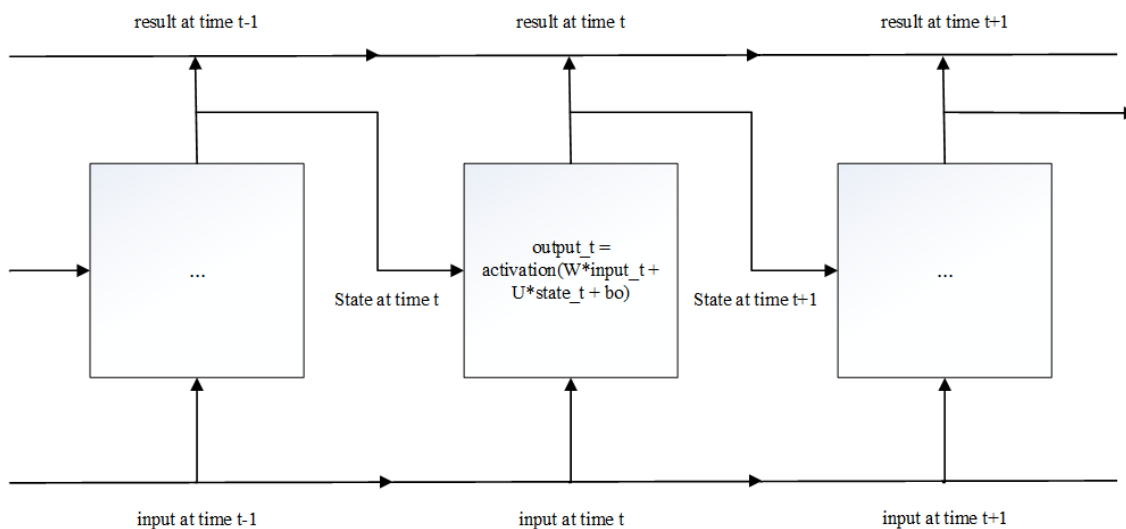 result at time t-1
result at time t
result at time t+1
...
output_t =
activation(W*input_t +
U*state_t + bo)
...
State at time t
State at time t+1
input at time t-1
input at time t
input at time t+1